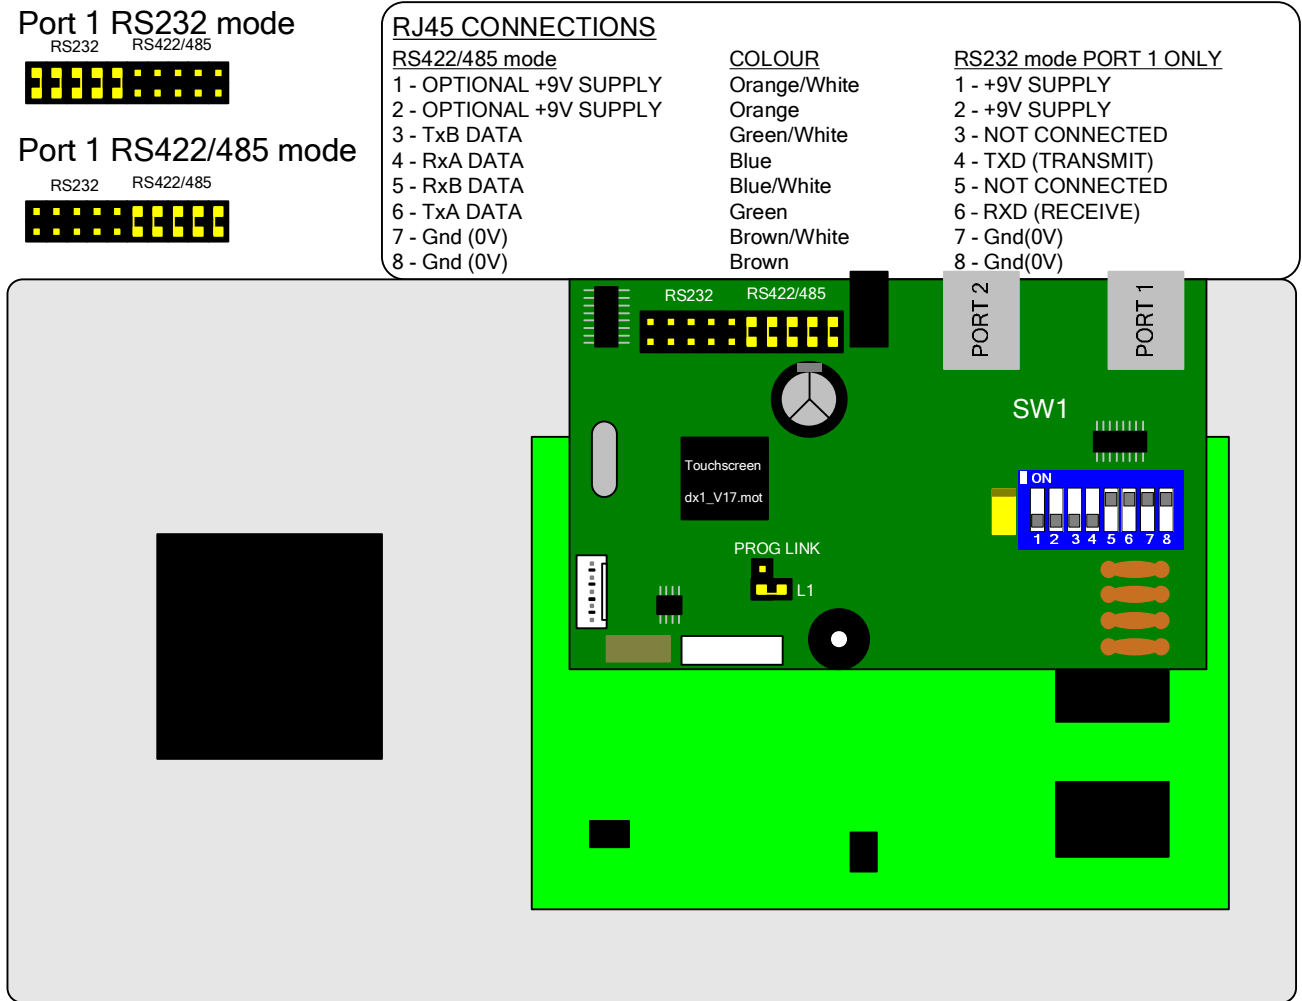 Port 1 RS232 mode
RS232 RS422/485
Port 1 RS422/485 mode
RS232 RS422/485
RJ45 CONNECTIONS
RS422/485 mode COLOUR RS232 mode PORT 1 ONLY
1 - OPTIONAL +9V SUPPLY Orange/White 1 - +9V SUPPLY
2 - OPTIONAL +9V SUPPLY Orange 2 - +9V SUPPLY
3 - TxB DATA Green/White 3 - NOT CONNECTED
4 - RxA DATA Blue 4 - TXD (TRANSMIT)
5 - RxB DATA Blue/White 5 - NOT CONNECTED
6 - TxA DATA Green 6 - RXD (RECEIVE)
7 - Gnd (0V) Brown/White 7 - Gnd(0V)
8 - Gnd (0V) Brown 8 - Gnd(0V)
RS232 RS422/485
PORT 2
PORT 1
SW1
Touchscreen
dx1_V17.mot
ON
1 2 3 4 5 6 7 8
PROG LINK
L1